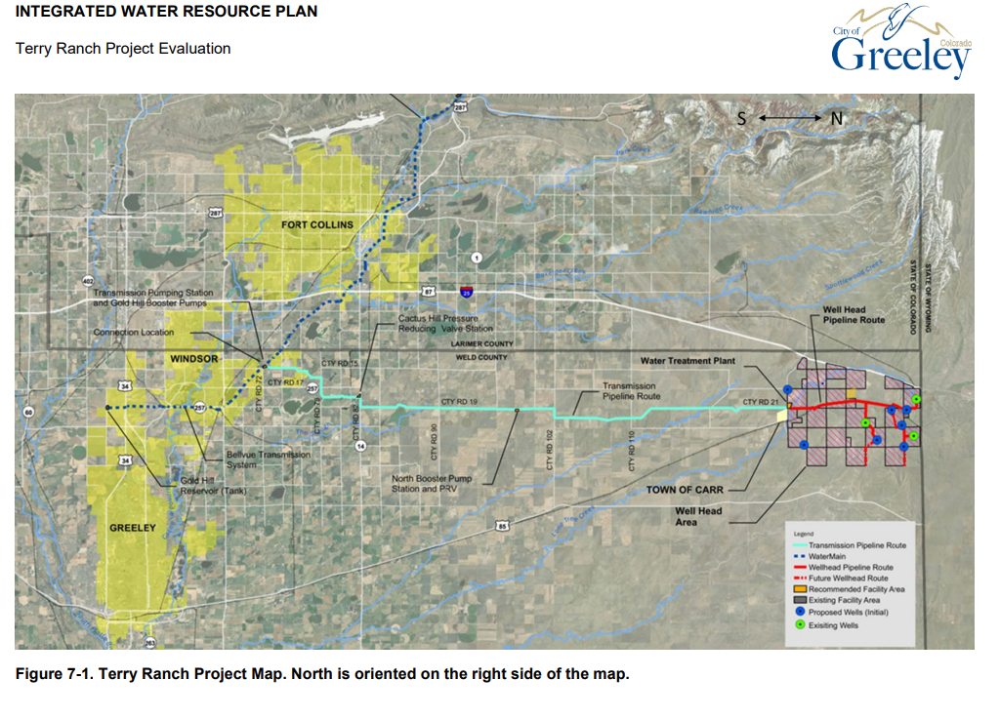 INTEGRATED WATER RESOURCE PLAN
Terry Ranch Project Evaluation
City of
Greeley
Colorado
287
S
N
FORT COLLINS
287
402
1
87
25
STATE OF COLORADO
STATE OF WYOMING
Transmission Pumping Station
and Gold Hill Booster Pumps
Connection Location
WINDSOR
Cactus Hill Pressure
Reducing Valve Station
LARIMER COUNTY
WELD COUNTY
Well Head
Pipeline Route
Water Treatment Plant
CTY RD 15
CTY RD 17
257
34
60
257
CTY RD 72
CTY RD 19
Transmission
Pipeline Route
CTY RD 21
CTY RD 90
CTY RD 102
CTY RD 110
14
34
Bellvue Transmission
System
Gold Hill
Reservoir (Tank)
North Booster Pump
Station and PRV
TOWN OF CARR
Well Head
Area
85
GREELEY
263
Legend
Transmission Pipeline Route
WaterMain
Wellhead Pipeline Route
Future Wellhead Route
Recommended Facility Area
Existing Facility Area
Proposed Wells (Initial)
Exisiting Wells
Figure 7-1. Terry Ranch Project Map. North is oriented on the right side of the map.